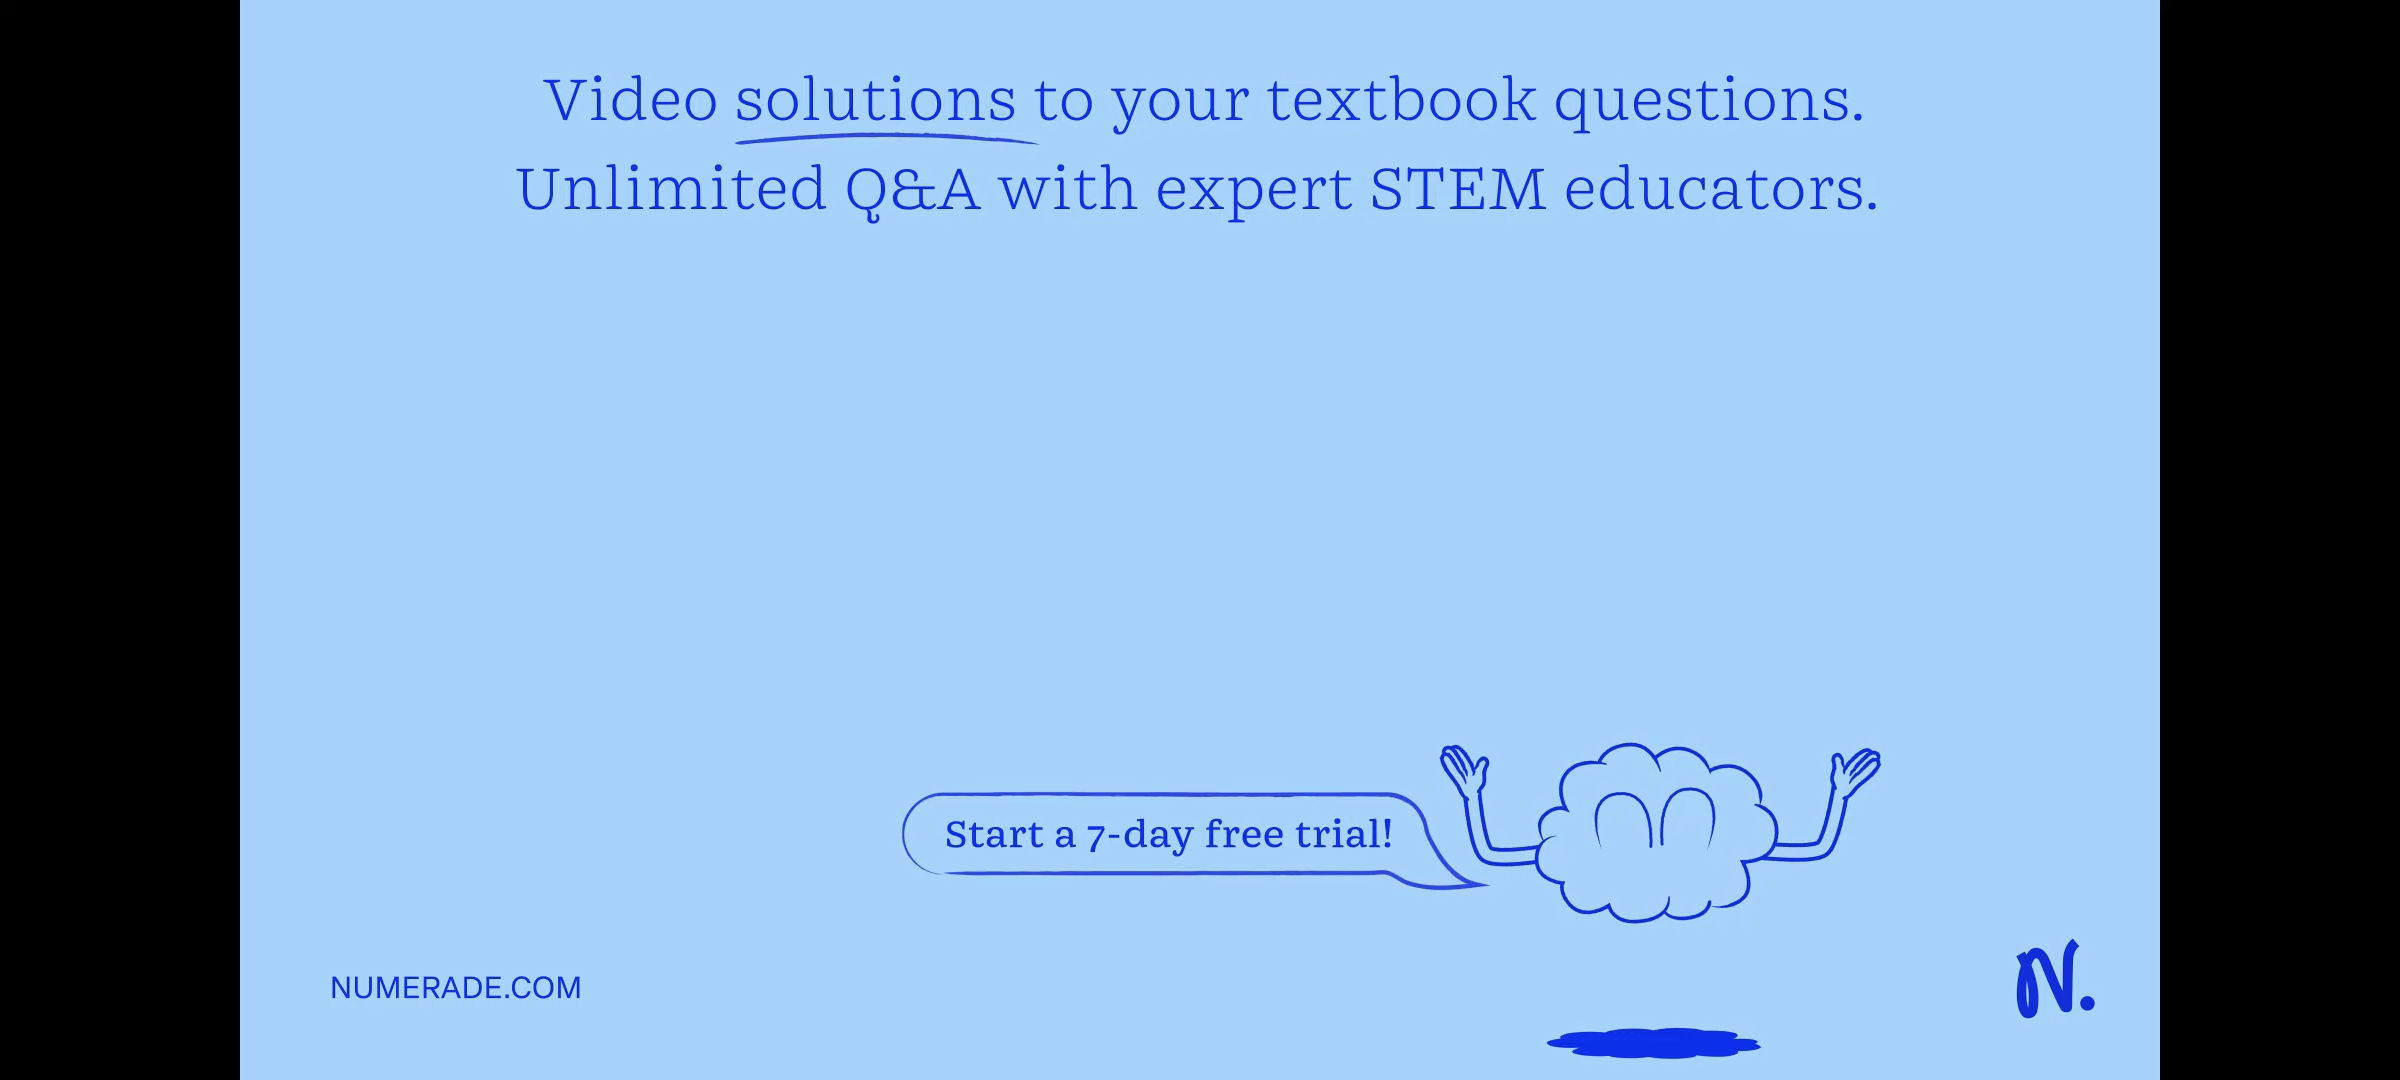 Video solutions to your textbook questions.
Unlimited Q&A with expert STEM educators.
Start a 7-day free trial!
NUMERADE.COM
N.